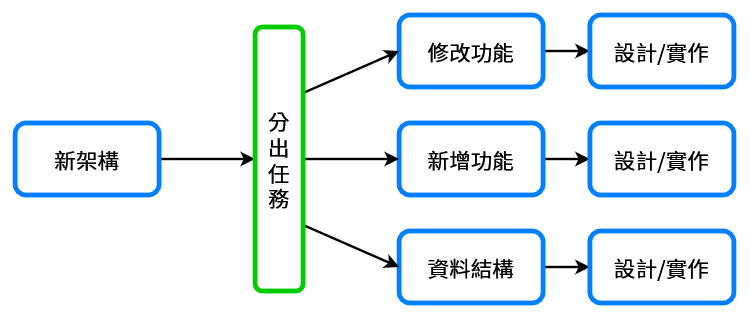 新架構
分出任務
修改功能
設計/實作
新增功能
設計/實作
資料結構
設計/實作